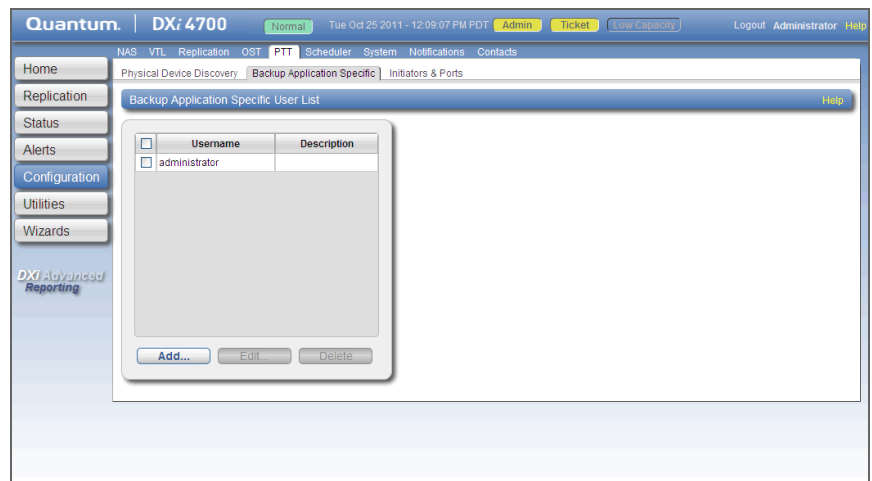 Quantum. DXi 4700 Normal Tue Oct 25 2011 - 12:09:07 PM PDT Admin Ticket Low Capacity Logout Administrator Help
NAS VTL Replication OST PTT Scheduler System Notifications Contacts
Physical Device Discovery Backup Application Specific Initiators & Ports
Home
Replication
Status
Alerts
Configuration
Utilities
Wizards
DXi Advanced
Reporting
Backup Application Specific User List Help
Username Description
administrator
Add... Edit... Delete